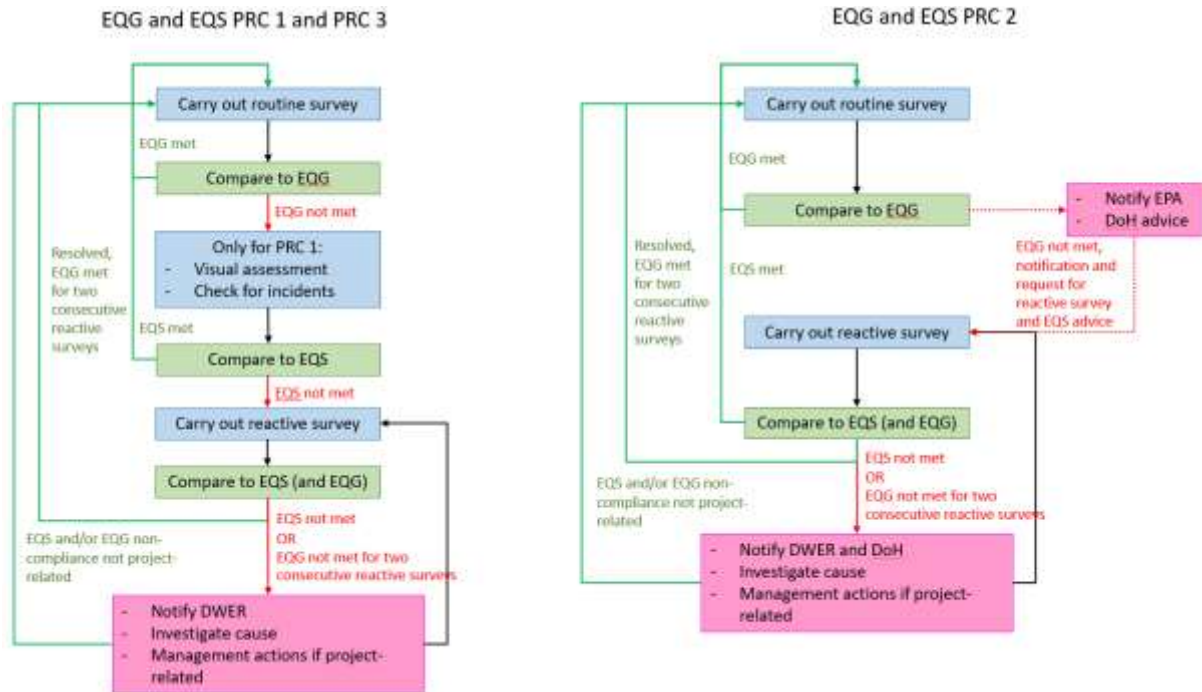 EQG and EQS PRC 1 and PRC 3
Carry out routine survey
EQG met
Compare to EQG
EQG not met
Only for PRC 1:
- Visual assessment
- Check for incidents
Resolved,
EQG met
for two
consecutive
reactive
surveys
EQS met
Compare to EQS
EQS not met
Carry out reactive survey
Compare to EQS (and EQG)
EQS not met
OR
EQG not met for two
consecutive reactive surveys
EQS and/or EQG non-
compliance not project-
related
- Notify DWER
- Investigate cause
- Management actions if project-
related
EQG and EQS PRC 2
Carry out routine survey
EQG met
Compare to EQG
- Notify EPA
- DoH advice
EQG not met,
notification and
request for
reactive survey
and EQS advice
Resolved,
EQG met
for two
consecutive
reactive
surveys
EQS met
Carry out reactive survey
Compare to EQS (and EQG)
EQS not met
OR
EQG not met for two
consecutive reactive surveys
EQS and/or EQG non-
compliance not project-
related
- Notify DWER and DoH
- Investigate cause
- Management actions if project-
related